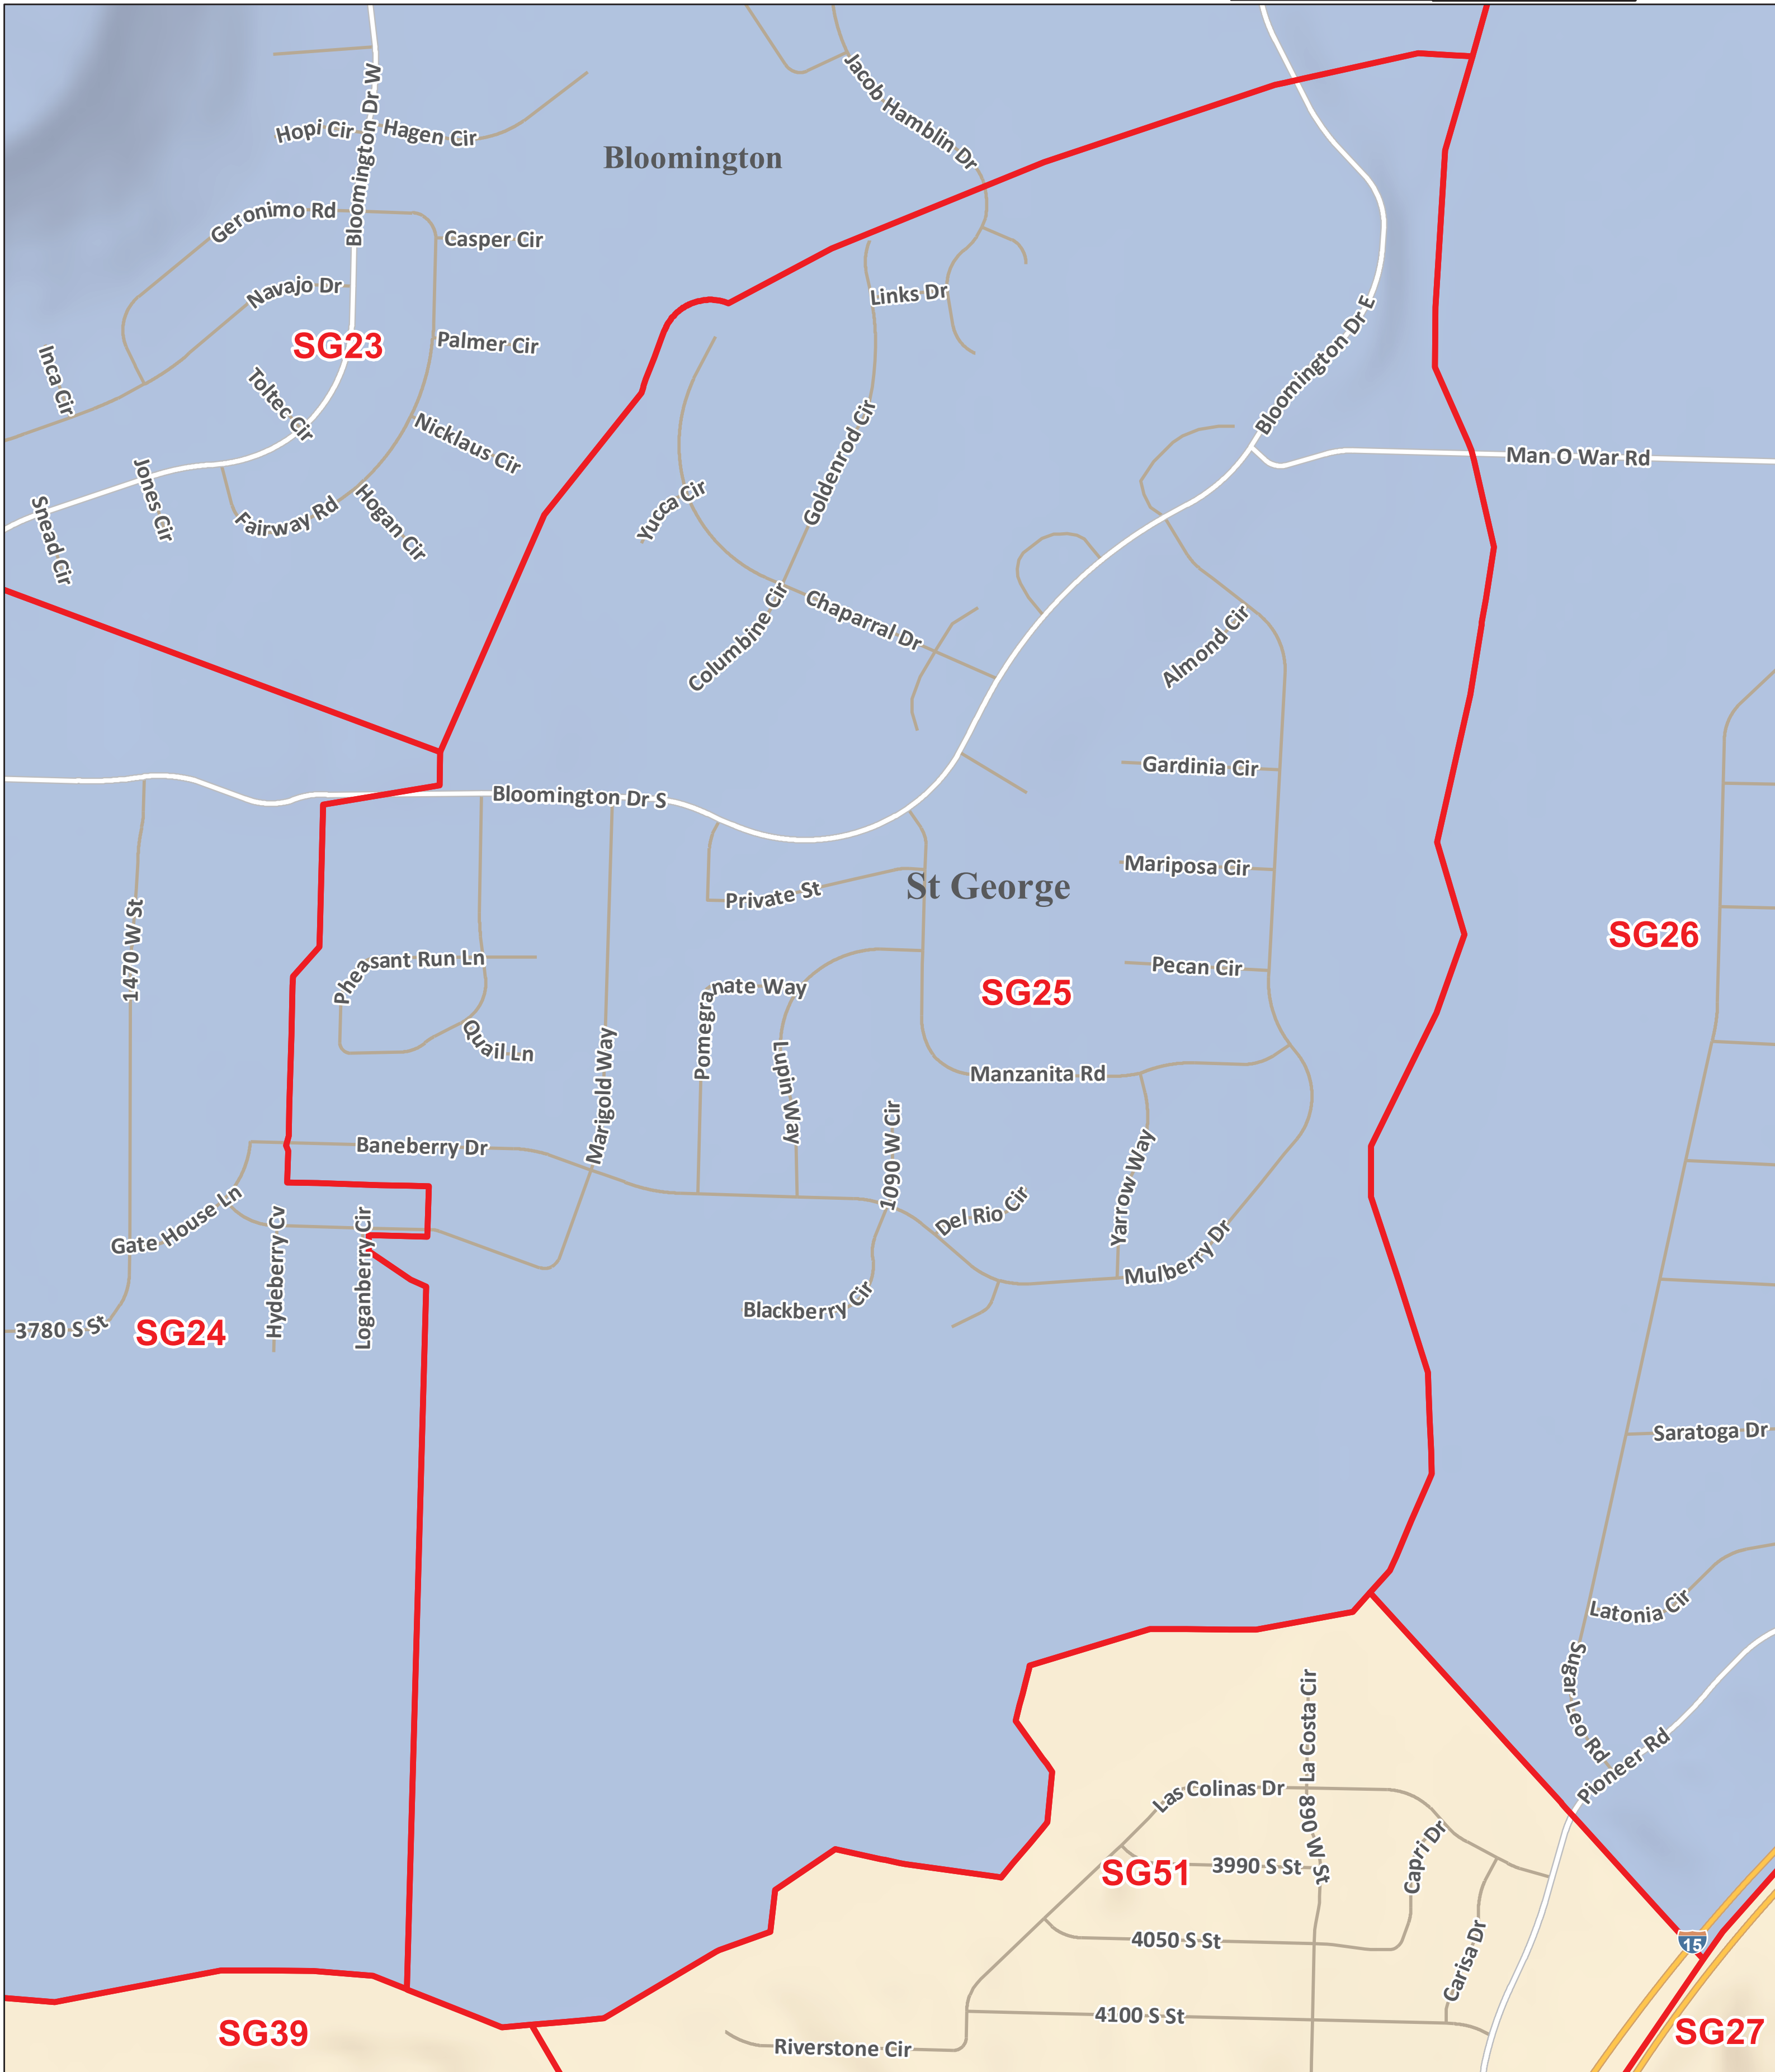 Jacob Hamblin Dr
Bloomington Dr W
Hopi Cir
Hagen Cir
Bloomington
Geronimo Rd
Casper Cir
Navajo Dr
Links Dr
SG23
Palmer Cir
Bloomington Dr E
Inca Cir
Toltec Cir
Nicklaus Cir
Goldenrod Cir
Man O War Rd
Jones Cir
Snead Cir
Fairway Rd
Hogan Cir
Yucca Cir
Columbine Cir
Chaparral Dr
Almond Cir
Gardinia Cir
Bloomington Dr S
Mariposa Cir
Private St
St George
1470 W St
SG26
Pheasant Run Ln
Pecan Cir
Pomegranate Way
SG25
Quail Ln
Marigold Way
Lupin Way
Manzanita Rd
Baneberry Dr
1090 W Cir
Yarrow Way
Gate House Ln
Del Rio Cir
Hydeberry Cv
Loganberry Cir
Mulberry Dr
Blackberry Cir
3780 S St
SG24
Saratoga Dr
Latonia Cir
Sugar Leo Rd
La Costa Cir
Pioneer Rd
Las Colinas Dr
890 W St
Capri Dr
SG51
3990 S St
4050 S St
15
Carisa Dr
4100 S St
SG39
Riverstone Cir
SG27